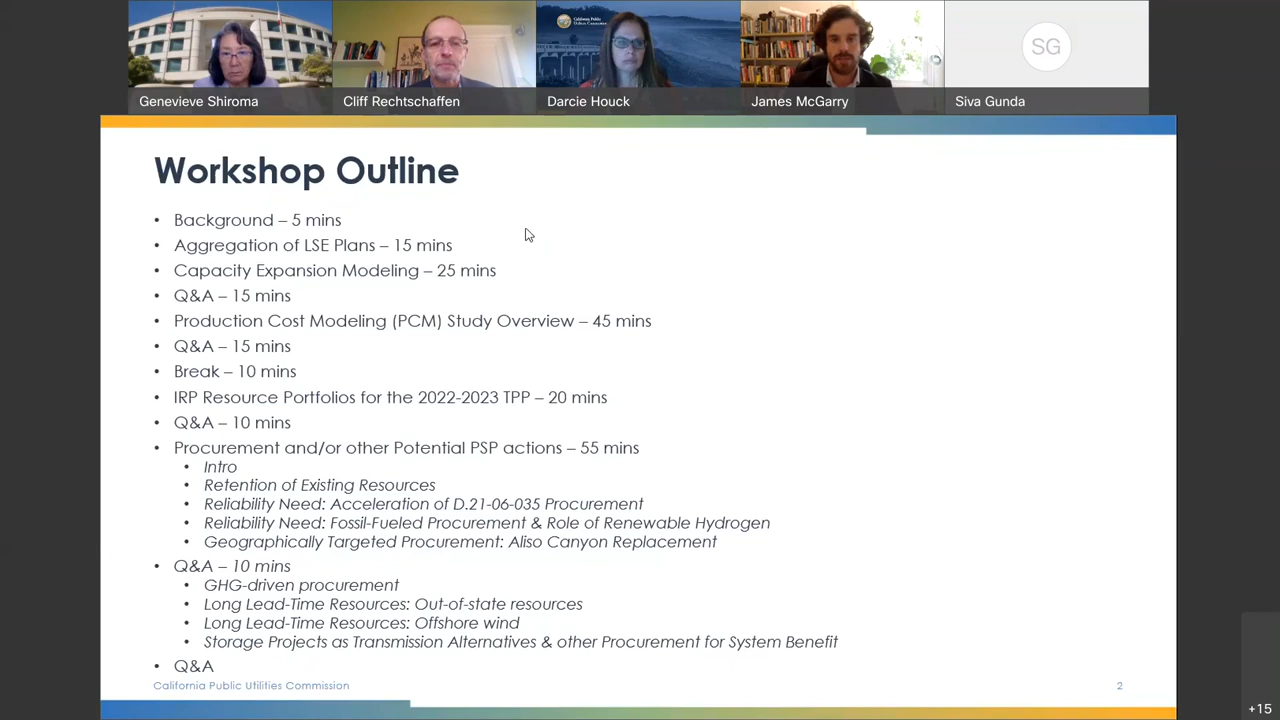 California Public
Utilities Commission
SG
Genevieve Shiroma
Cliff Rechtschaffen
Darcie Houck
James McGarry
Siva Gunda
Workshop Outline
• Background – 5 mins
• Aggregation of LSE Plans – 15 mins
• Capacity Expansion Modeling – 25 mins
• Q&A – 15 mins
• Production Cost Modeling (PCM) Study Overview – 45 mins
• Q&A – 15 mins
• Break – 10 mins
• IRP Resource Portfolios for the 2022-2023 TPP – 20 mins
• Q&A – 10 mins
• Procurement and/or other Potential PSP actions – 55 mins
• Intro
• Retention of Existing Resources
• Reliability Need: Acceleration of D.21-06-035 Procurement
• Reliability Need: Fossil-Fueled Procurement & Role of Renewable Hydrogen
• Geographically Targeted Procurement: Aliso Canyon Replacement
• Q&A – 10 mins
• GHG-driven procurement
• Long Lead-Time Resources: Out-of-state resources
• Long Lead-Time Resources: Offshore wind
• Storage Projects as Transmission Alternatives & other Procurement for System Benefit
• Q&A
California Public Utilities Commission
2
+15